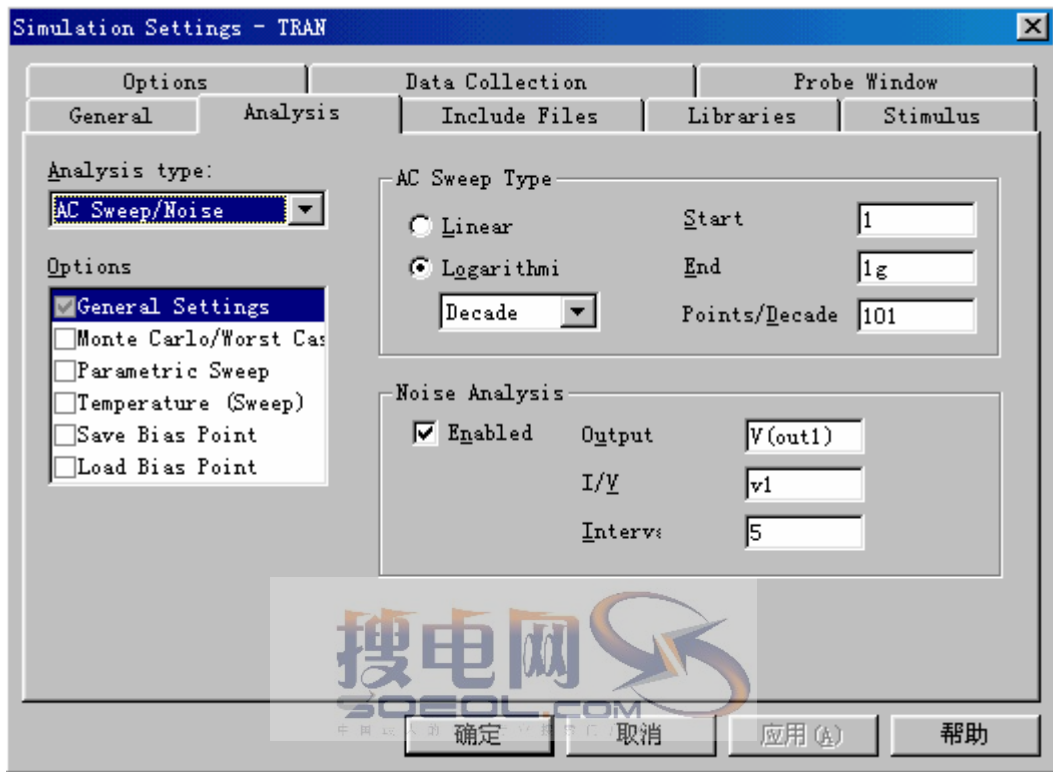 Simulation Settings - TRAN
Options
Data Collection
Probe Window
General
Analysis
Include Files
Libraries
Stimulus
Analysis type:
AC Sweep/Noise
Options
General Settings
Monte Carlo/Worst Cas
Parametric Sweep
Temperature (Sweep)
Save Bias Point
Load Bias Point
AC Sweep Type
Linear
Logarithmi
Decade
Start
1
End
1g
Points/Decade
101
Noise Analysis
Enabled
Output
V(out1)
I/V
v1
Interv
5
搜电网
SOEOL.COM
确定
取消
应用(A)
帮助